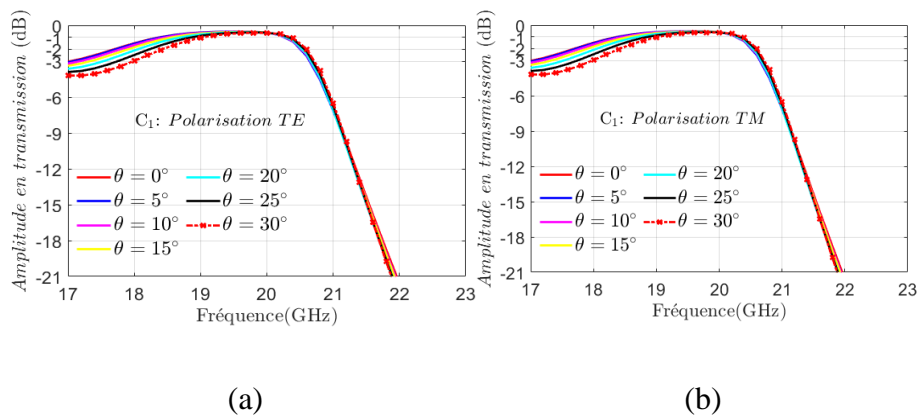 Amplitude en transmission (dB)
0
-1
-2
-3
-6
-9
-12
-15
-18
-21
C₁: Polarisation TE
θ = 0°
θ = 5°
θ = 10°
θ = 15°
θ = 20°
θ = 25°
θ = 30°
17 18 19 20 21 22 23
Fréquence(GHz)
(a)
Amplitude en transmission (dB)
0
-1
-2
-3
-6
-9
-12
-15
-18
-21
C₁: Polarisation TM
θ = 0°
θ = 5°
θ = 10°
θ = 15°
θ = 20°
θ = 25°
θ = 30°
17 18 19 20 21 22 23
Fréquence(GHz)
(b)